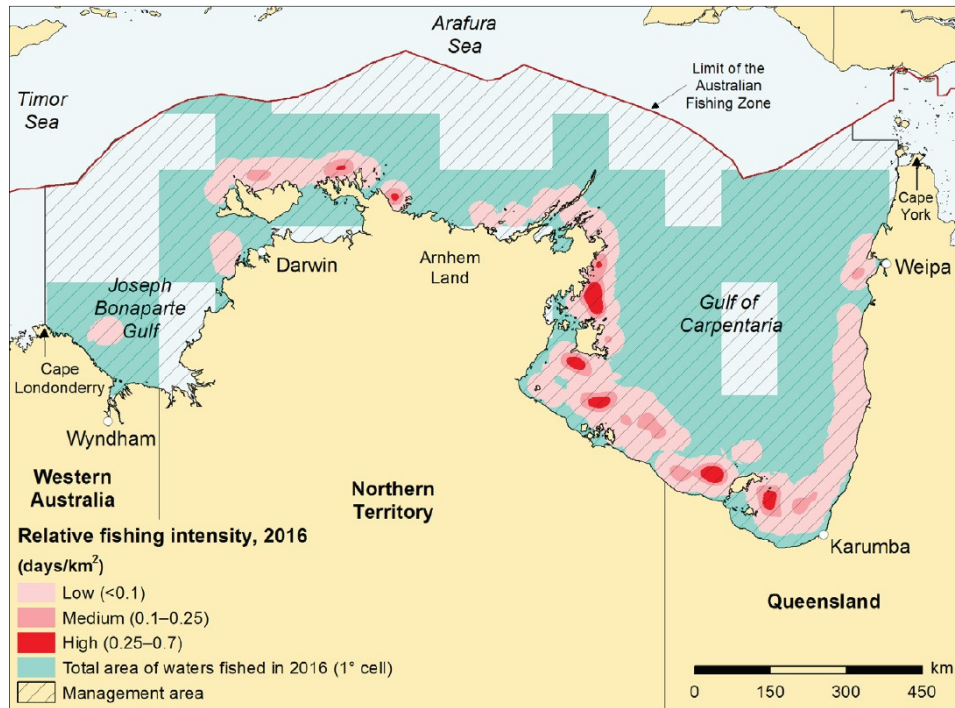 Arafura
Sea
Limit of the
Australian
Fishing Zone
Timor
Sea
Cape
York
Darwin
Arnhem
Land
Weipa
Joseph
Bonaparte
Gulf
Gulf of
Carpentaria
Cape
Londonderry
Wyndham
Western
Australia
Northern
Territory
Karumba
Queensland
Relative fishing intensity, 2016
(days/km²)
Low (<0.1)
Medium (0.1–0.25)
High (0.25–0.7)
Total area of waters fished in 2016 (1° cell)
Management area
km
0 150 300 450